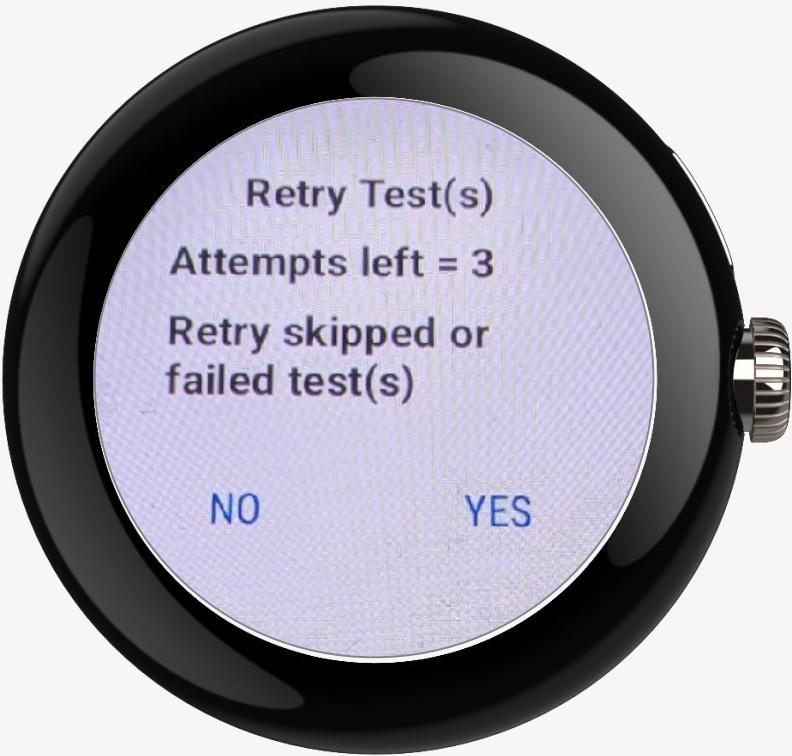 Retry Test(s)
Attempts left = 3
Retry skipped or
failed test(s)
NO YES